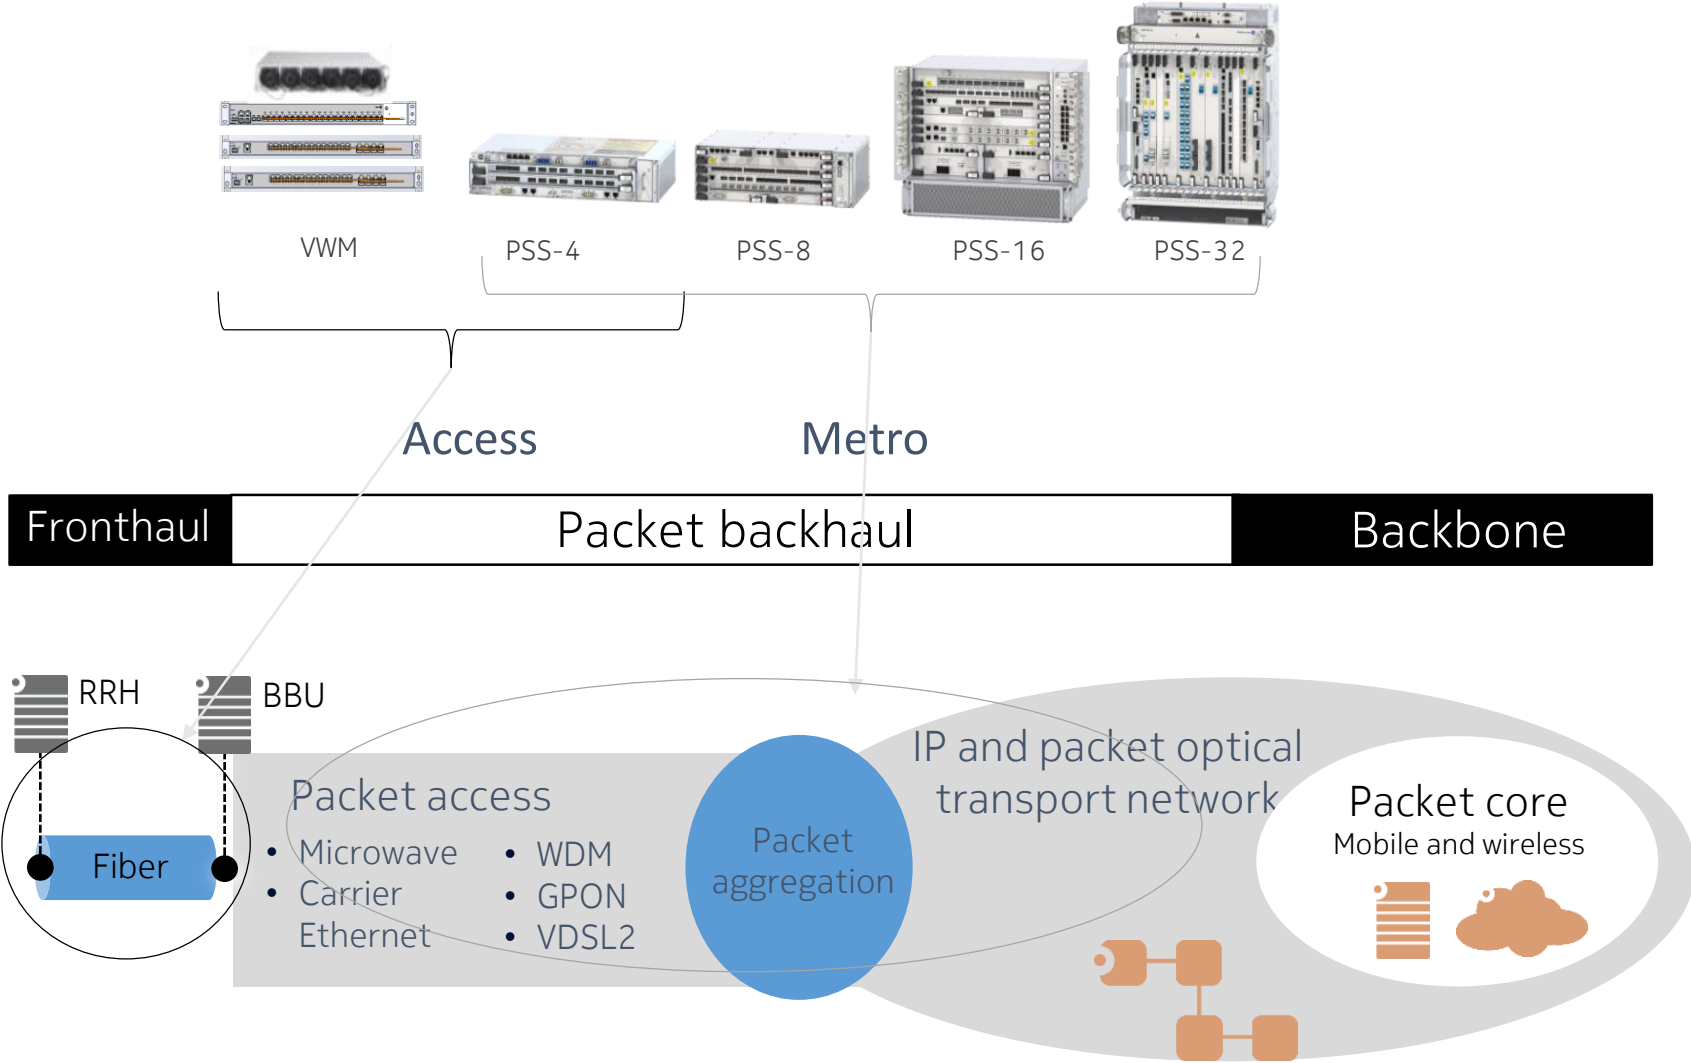 VWM
PSS-4
PSS-8
PSS-16
PSS-32
Access
Metro
Fronthaul
Packet backhaul
Backbone
RRH
BBU
Fiber
Packet access
• Microwave
• Carrier
Ethernet
• WDM
• GPON
• VDSL2
Packet
aggregation
IP and packet optical
transport network
Packet core
Mobile and wireless